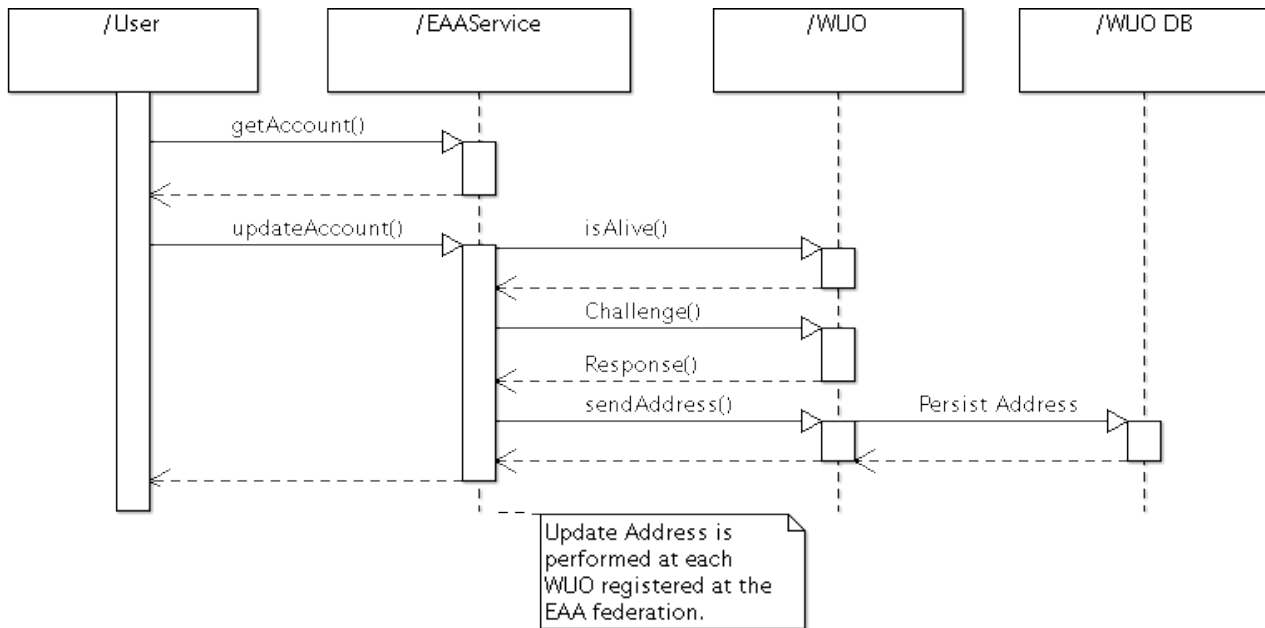 /User
/EAAService
/WUO
/WUO DB
getAccount()
updateAccount()
isAlive()
Challenge()
Response()
sendAddress()
Persist Address
Update Address is
performed at each
WUO registered at the
EAA federation.